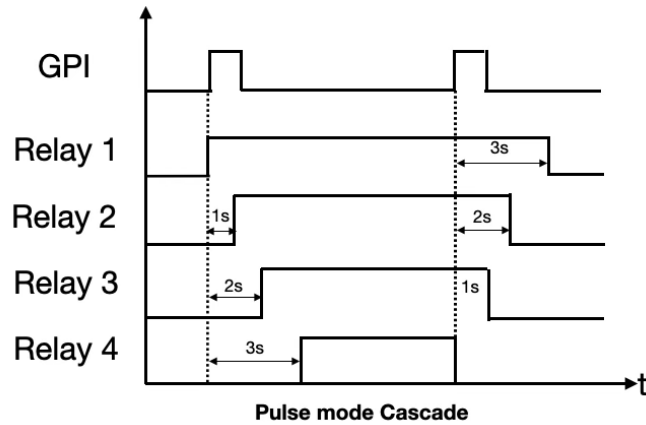 GPI
Relay 1
3s
Relay 2
1s
2s
Relay 3
2s
1s
Relay 4
3s
t
Pulse mode Cascade